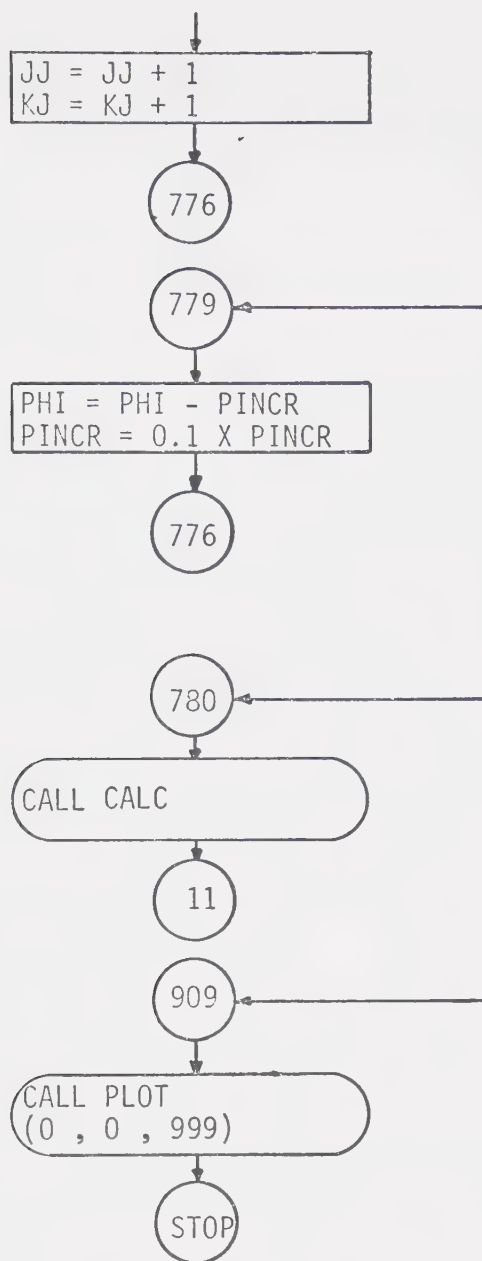 JJ = JJ + 1
KJ = KJ + 1
776
779
PHI = PHI - PINCR
PINCR = 0.1 X PINCR
776
780
CALL CALC
11
909
CALL PLOT
(0 , 0 , 999)
STOP